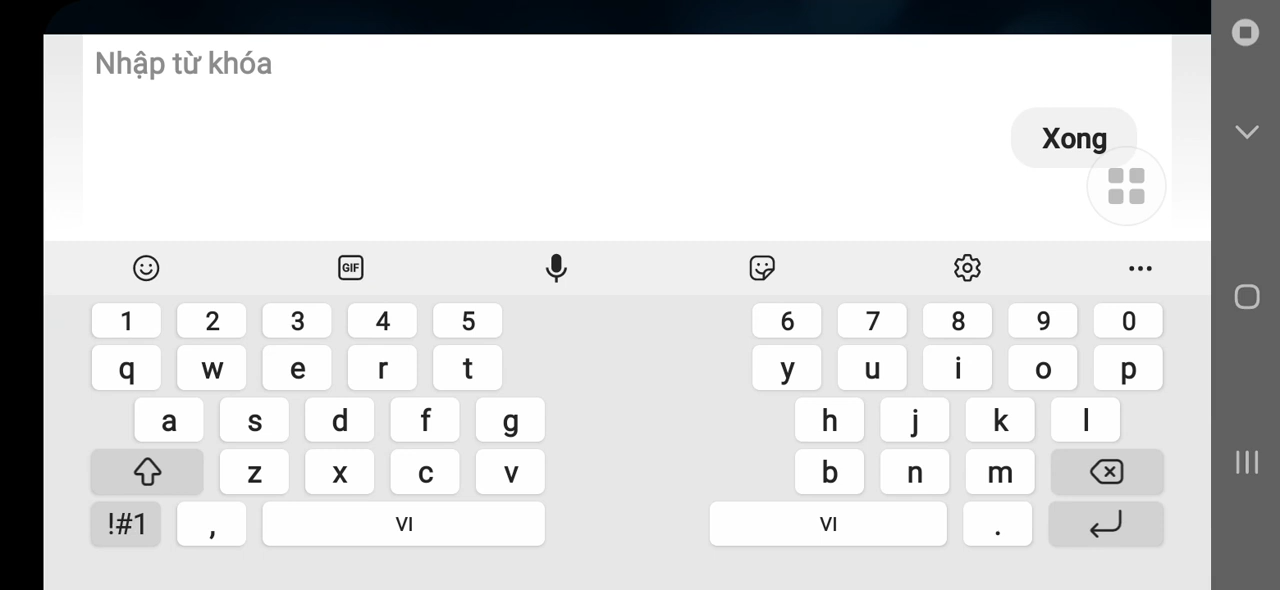 Nhập từ khóa
Xong
GIF
1 2 3 4 5 6 7 8 9 0
q w e r t y u i o p
a s d f g h j k l
z x c v b n m
!#1 , VI VI .